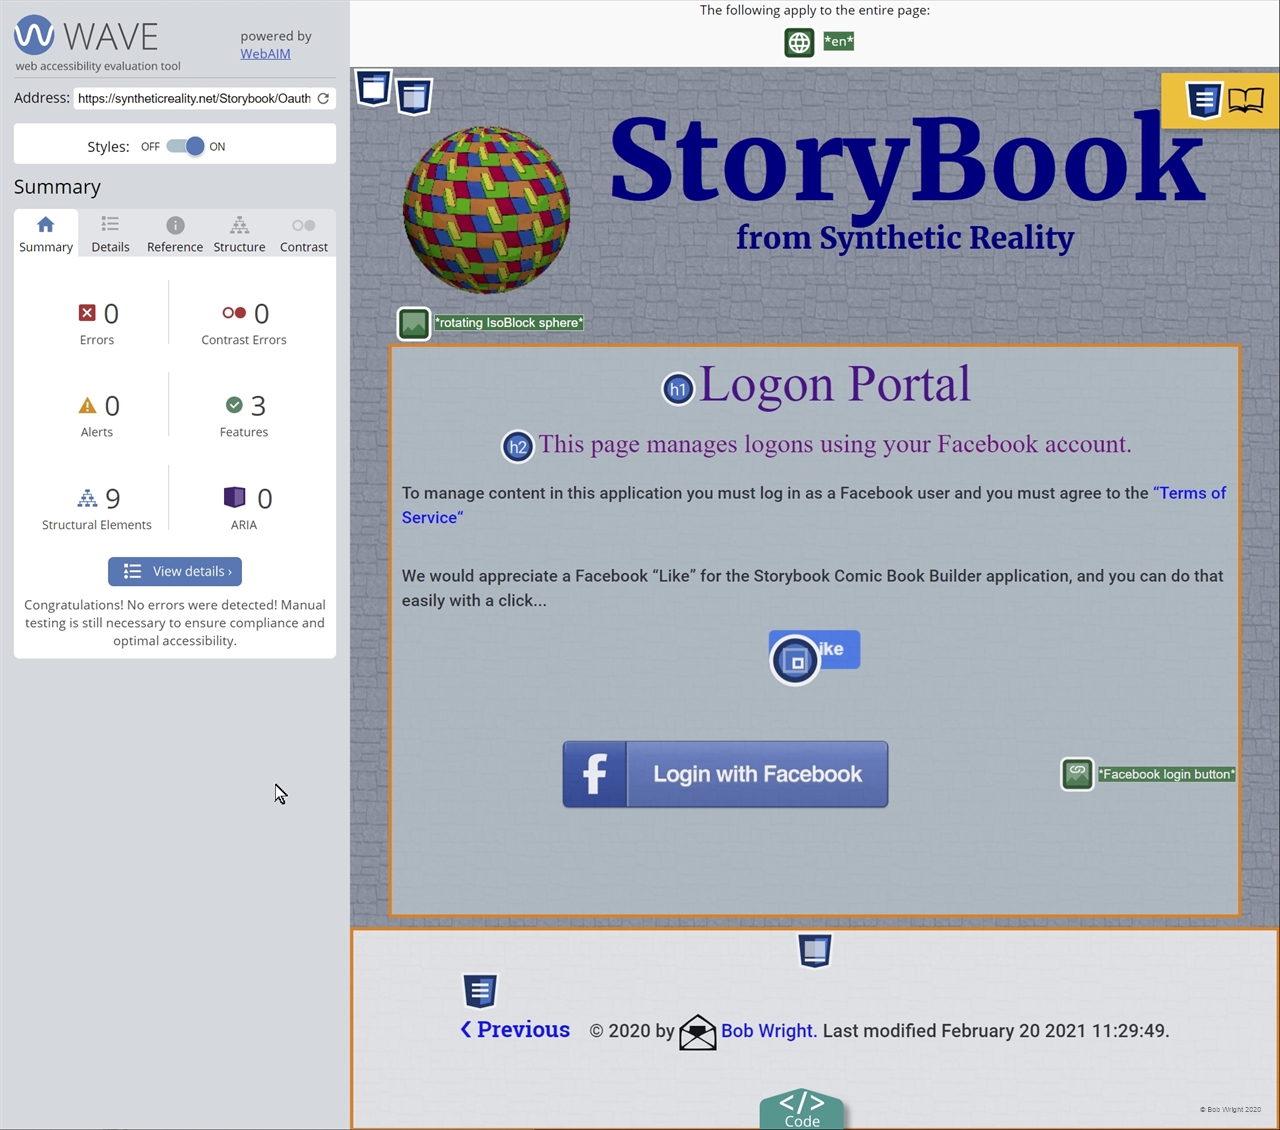 WAVE
web accessibility evaluation tool
powered by
WebAIM
Address: https://syntheticreality.net/Storybook/Oauth
Styles: OFF ON
Summary
Summary Details Reference Structure Contrast
0 Errors
0 Contrast Errors
0 Alerts
3 Features
9 Structural Elements
0 ARIA
View details ›
Congratulations! No errors were detected! Manual
testing is still necessary to ensure compliance and
optimal accessibility.
The following apply to the entire page:
*en*
StoryBook
from Synthetic Reality
*rotating IsoBlock sphere*
h1 Logon Portal
h2 This page manages logons using your Facebook account.
To manage content in this application you must log in as a Facebook user and you must agree to the “Terms of
Service“
We would appreciate a Facebook “Like” for the Storybook Comic Book Builder application, and you can do that
easily with a click...
ike
f Login with Facebook
*Facebook login button*
‹ Previous © 2020 by Bob Wright. Last modified February 20 2021 11:29:49.
</> Code
© Bob Wright 2020